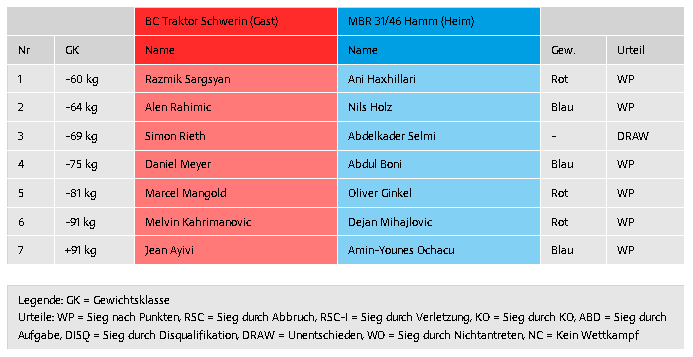 BC Traktor Schwerin (Gast) MBR 31/46 Hamm (Heim)
Nr GK Name Name Gew. Urteil
1 -60 kg Razmik Sargsyan Ani Haxhillari Rot WP
2 -64 kg Alen Rahimic Nils Holz Blau WP
3 -69 kg Simon Rieth Abdelkader Selmi - DRAW
4 -75 kg Daniel Meyer Abdul Boni Blau WP
5 -81 kg Marcel Mangold Oliver Ginkel Rot WP
6 -91 kg Melvin Kahrimanovic Dejan Mihajlovic Rot WP
7 +91 kg Jean Ayivi Amin-Younes Ochacu Blau WP
Legende: GK = Gewichtsklasse
Urteile: WP = Sieg nach Punkten, RSC = Sieg durch Abbruch, RSC-I = Sieg durch Verletzung, KO = Sieg durch KO, ABD = Sieg durch
Aufgabe, DISQ = Sieg durch Disqualifikation, DRAW = Unentschieden, WO = Sieg durch Nichtantreten, NC = Kein Wettkampf